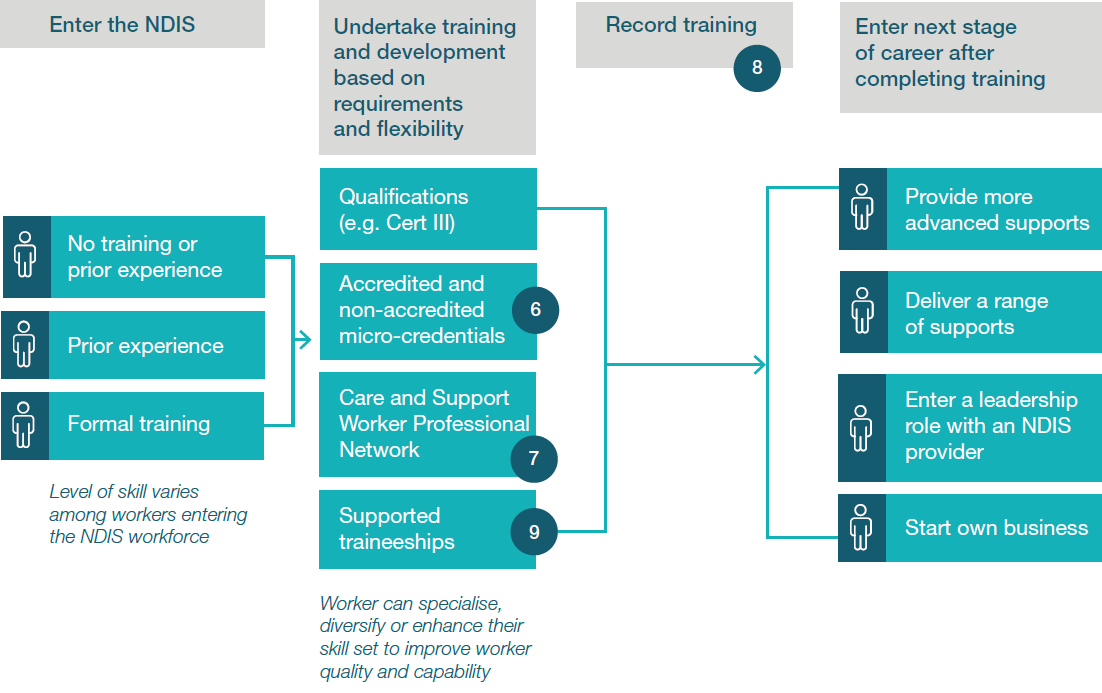 Enter the NDIS
Undertake training
and development
based on
requirements
and flexibility
Record training
8
Enter next stage
of career after
completing training
No training or
prior experience
Prior experience
Formal training
Level of skill varies
among workers entering
the NDIS workforce
Qualifications
(e.g. Cert III)
Accredited and
non-accredited
micro-credentials
6
Care and Support
Worker Professional
Network
7
Supported
traineeships
9
Worker can specialise,
diversify or enhance their
skill set to improve worker
quality and capability
Provide more
advanced supports
Deliver a range
of supports
Enter a leadership
role with an NDIS
provider
Start own business